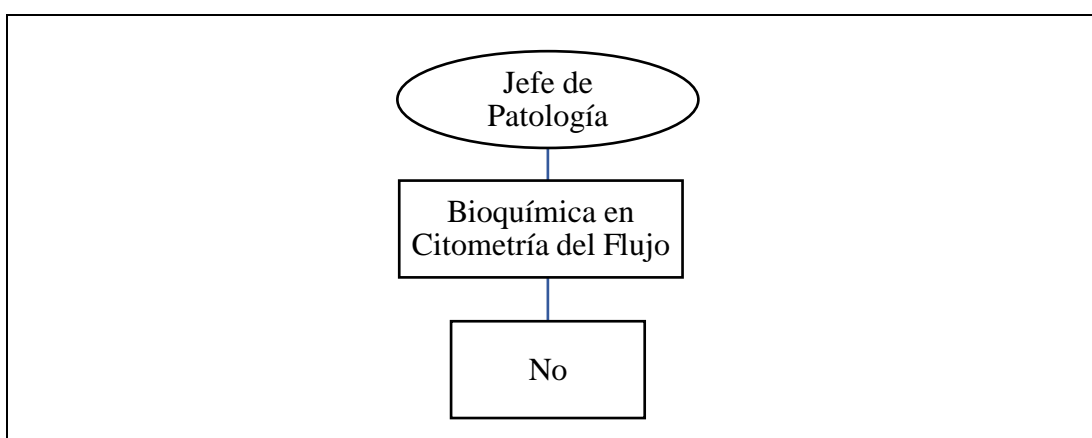 Jefe de
Patología
Bioquímica en
Citometría del Flujo
No